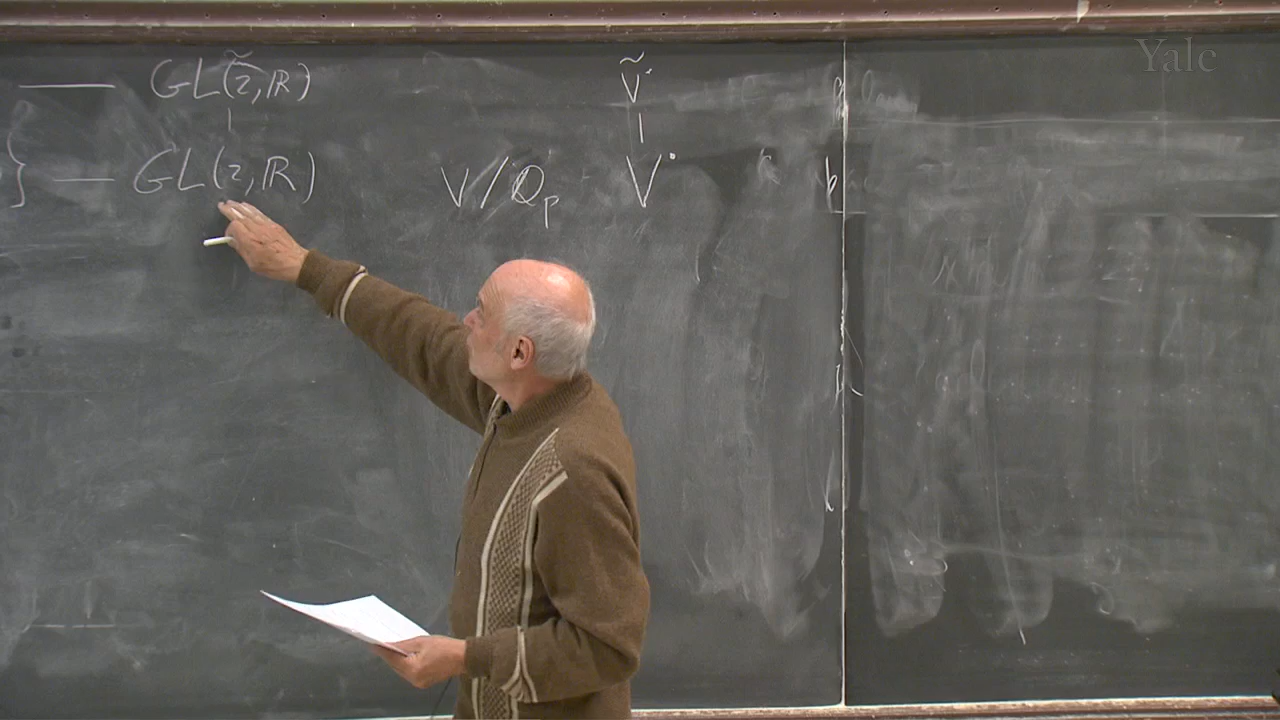 Yale
— GL(2̃,ℝ) Ṽ·
} — GL(2,ℝ) V/ℚp V·
b